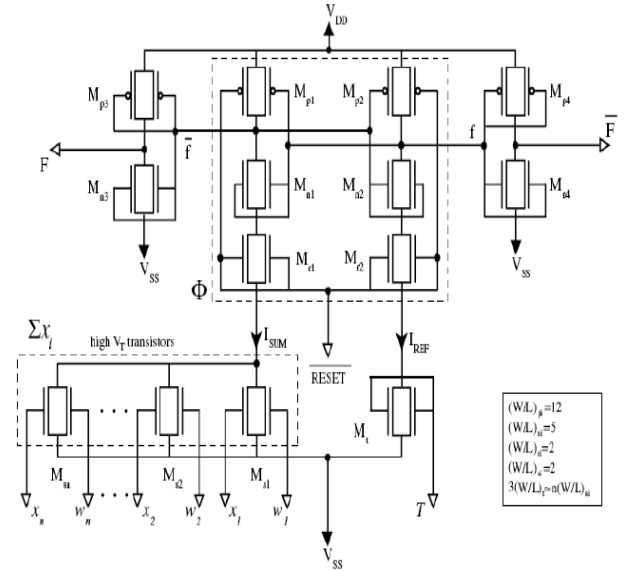 V_DD
M_p3
M_p1
M_p2
M_p4
F
f̅
f
F̅
M_n3
M_n1
M_n2
M_n4
V_SS
M_r1
M_r2
V_SS
Φ
Σx_i
high V_T transistors
I_SUM
I_REF
RESET
M_sn
M_s2
M_s1
M_t
x_n
w_n
x_2
w_2
x_1
w_1
T
V_SS
(W/L)_pi=12
(W/L)_ni=5
(W/L)_ri=2
(W/L)_si=2
3(W/L)_t≈n(W/L)_si